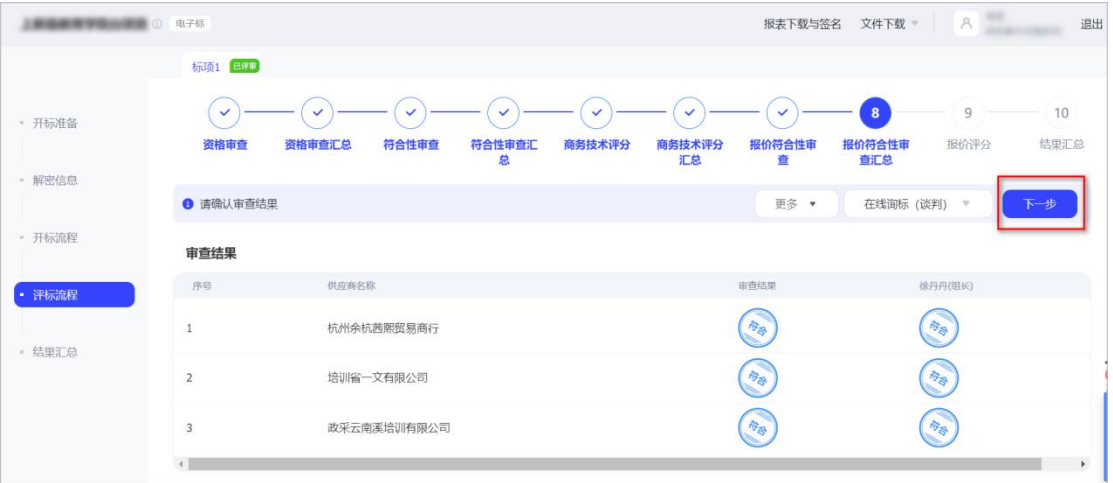 电子标 报表下载与签名 文件下载 退出
标项1 已评审
8 9 10
资格审查 资格审查汇总 符合性审查 符合性审查汇总 商务技术评分 商务技术评分汇总 报价符合性审查 报价符合性审查汇总 报价评分 结果汇总
开标准备
解密信息
开标流程
评标流程
结果汇总
请确认审查结果 更多 在线询标（谈判） 下一步
审查结果
序号 供应商名称 审查结果 徐丹丹(组长)
1 杭州余杭茜熙贸易商行 符合 符合
2 培训省一文有限公司 符合 符合
3 政采云南溪培训有限公司 符合 符合